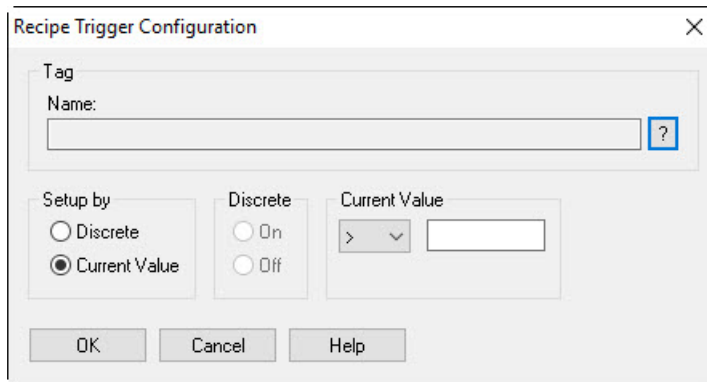 Recipe Trigger Configuration
Tag
Name:
?
Setup by
Discrete
Current Value
Discrete
On
Off
Current Value
>
OK
Cancel
Help